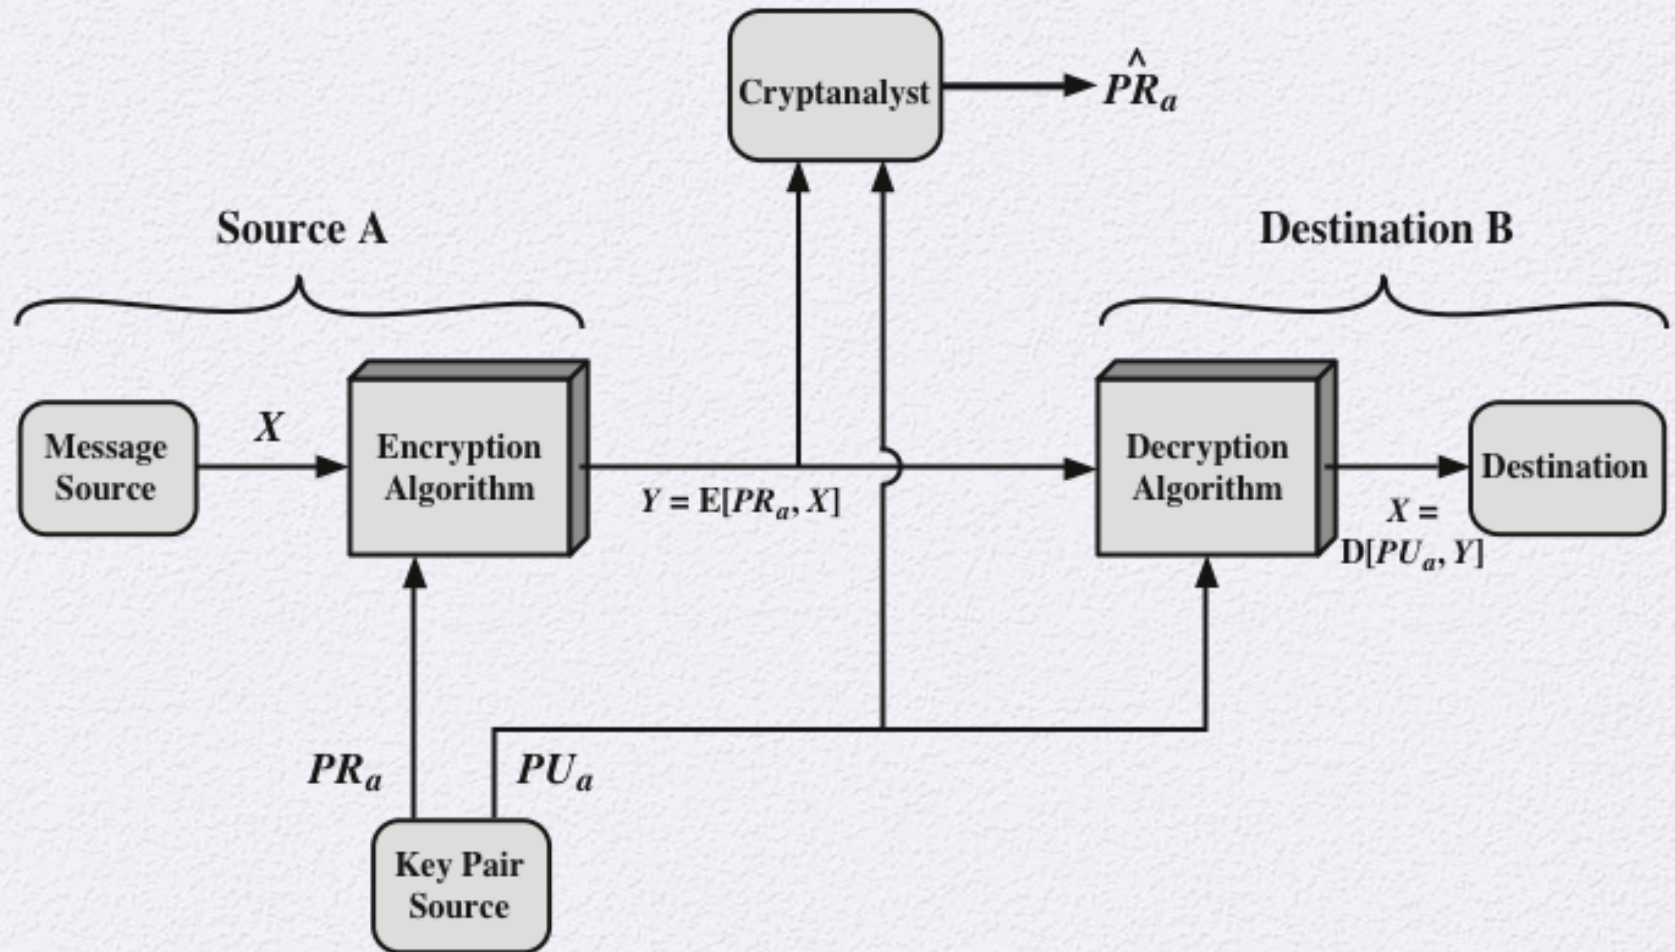 Cryptanalyst
P̂Rₐ
Source A
Destination B
Message
Source
X
Encryption
Algorithm
Y = E[PRₐ, X]
Decryption
Algorithm
X =
D[PUₐ, Y]
Destination
PRₐ
PUₐ
Key Pair
Source